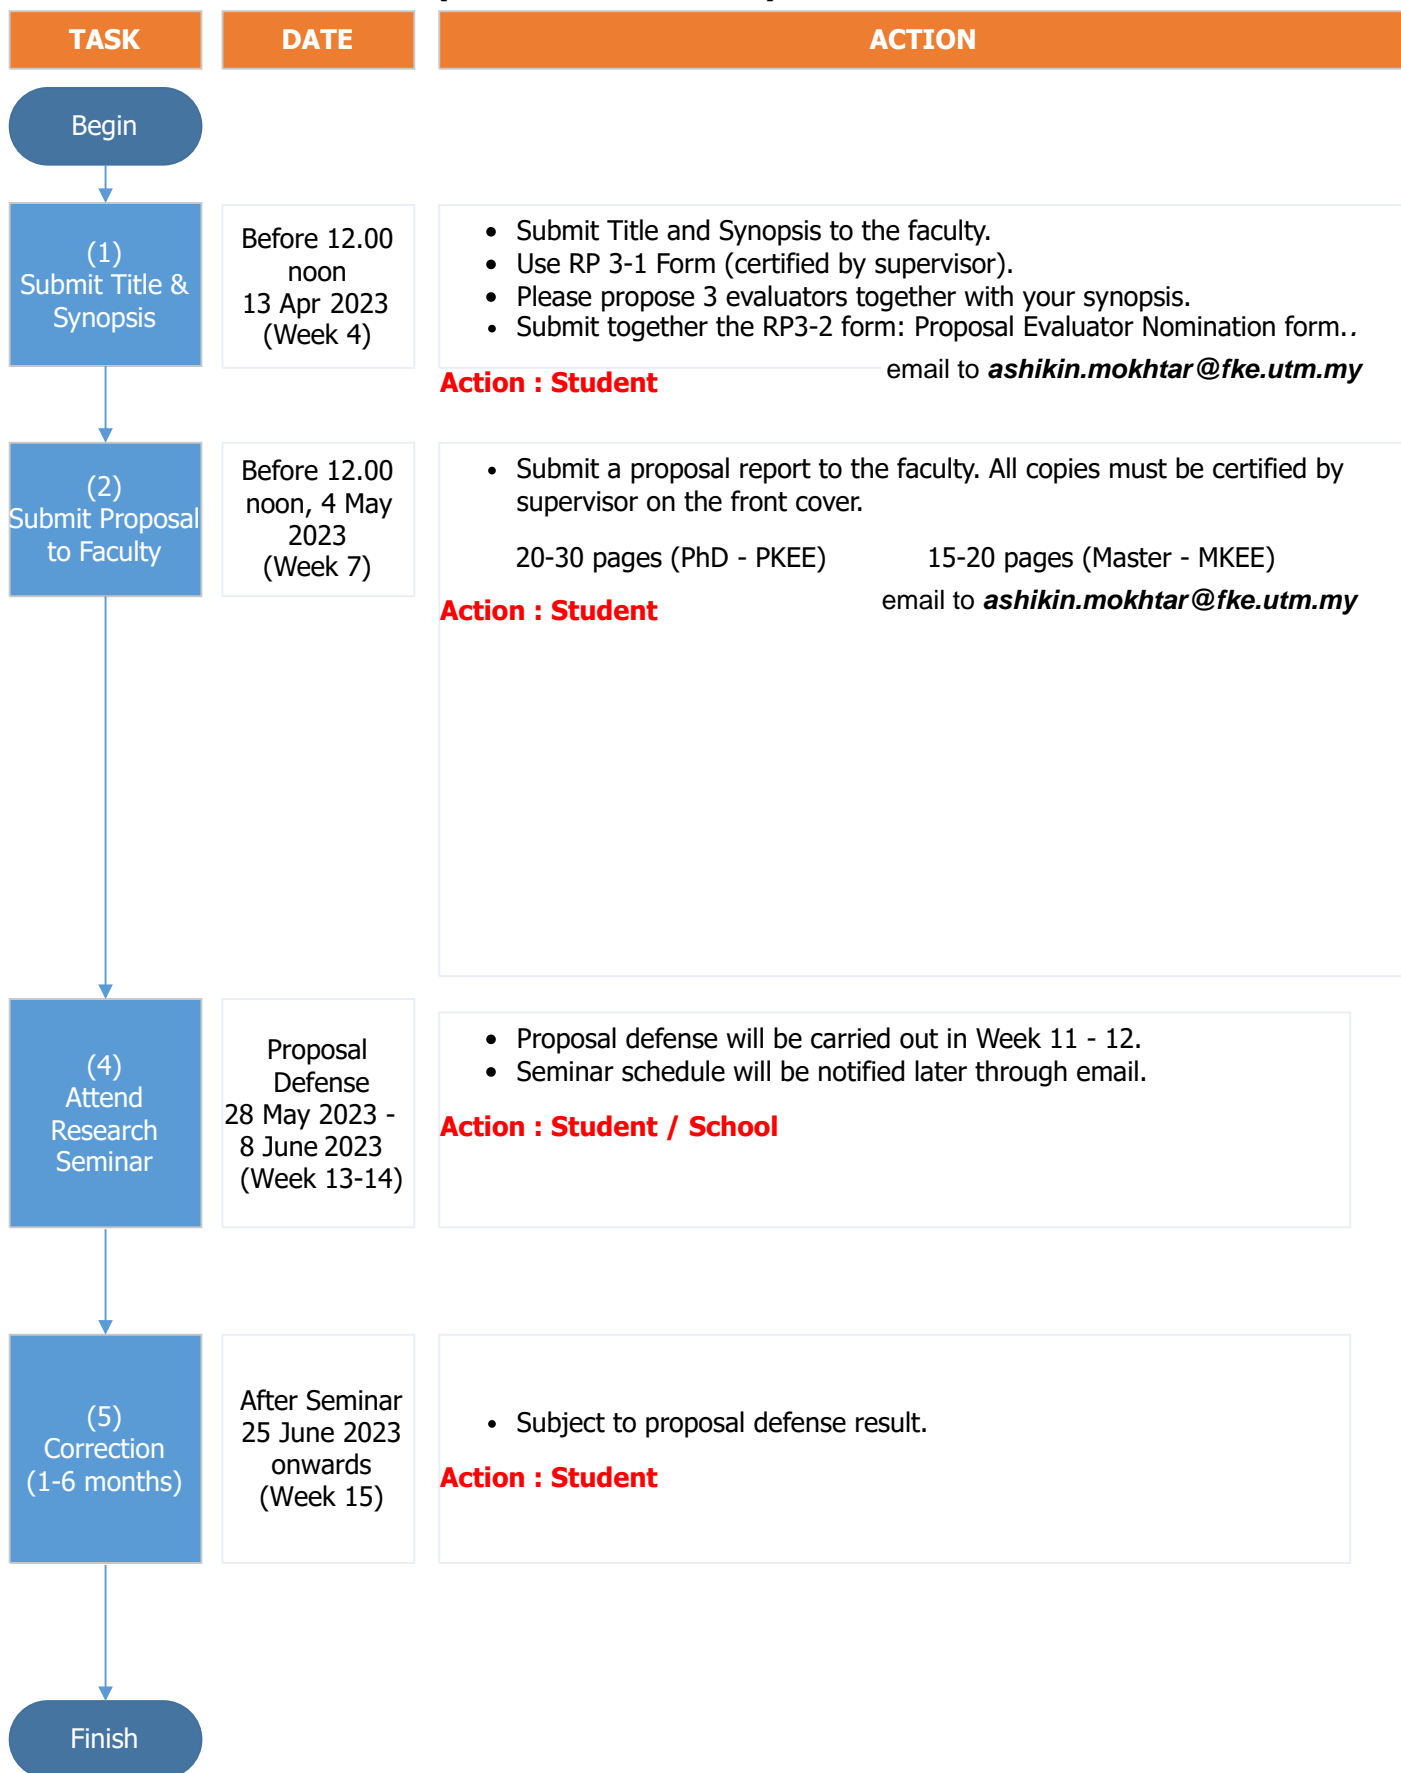 TASK
DATE
ACTION
Begin
(1)
Submit Title &
Synopsis
Before 12.00
noon
13 Apr 2023
(Week 4)
• Submit Title and Synopsis to the faculty.
• Use RP 3-1 Form (certified by supervisor).
• Please propose 3 evaluators together with your synopsis.
• Submit together the RP3-2 form: Proposal Evaluator Nomination form..
email to ashikin.mokhtar@fke.utm.my
Action : Student
(2)
Submit Proposal
to Faculty
Before 12.00
noon, 4 May
2023
(Week 7)
• Submit a proposal report to the faculty. All copies must be certified by
supervisor on the front cover.
20-30 pages (PhD - PKEE) 15-20 pages (Master - MKEE)
email to ashikin.mokhtar@fke.utm.my
Action : Student
(4)
Attend
Research
Seminar
Proposal
Defense
28 May 2023 -
8 June 2023
(Week 13-14)
• Proposal defense will be carried out in Week 11 - 12.
• Seminar schedule will be notified later through email.
Action : Student / School
(5)
Correction
(1-6 months)
After Seminar
25 June 2023
onwards
(Week 15)
• Subject to proposal defense result.
Action : Student
Finish